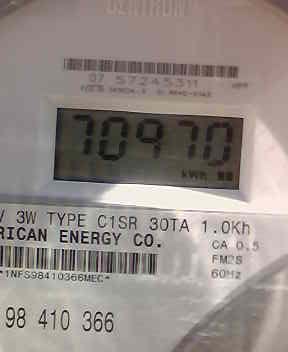 CENTRON
07 57245311
70970
kWh
V 3W TYPE C1SR 30TA 1.0Kh
RICAN ENERGY CO.
CA 0.5
FM2S
60Hz
*1NFS98410366MEC*
98 410 366